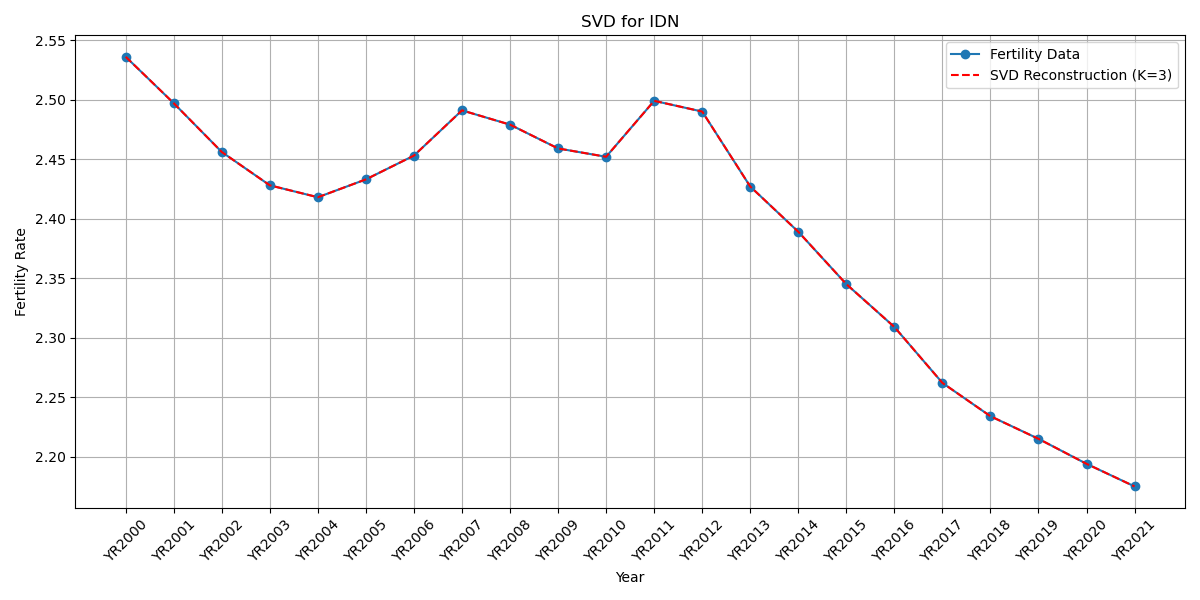 SVD for IDN
Fertility Data
SVD Reconstruction (K=3)
Fertility Rate
2.55
2.50
2.45
2.40
2.35
2.30
2.25
2.20
YR2000
YR2001
YR2002
YR2003
YR2004
YR2005
YR2006
YR2007
YR2008
YR2009
YR2010
YR2011
YR2012
YR2013
YR2014
YR2015
YR2016
YR2017
YR2018
YR2019
YR2020
YR2021
Year